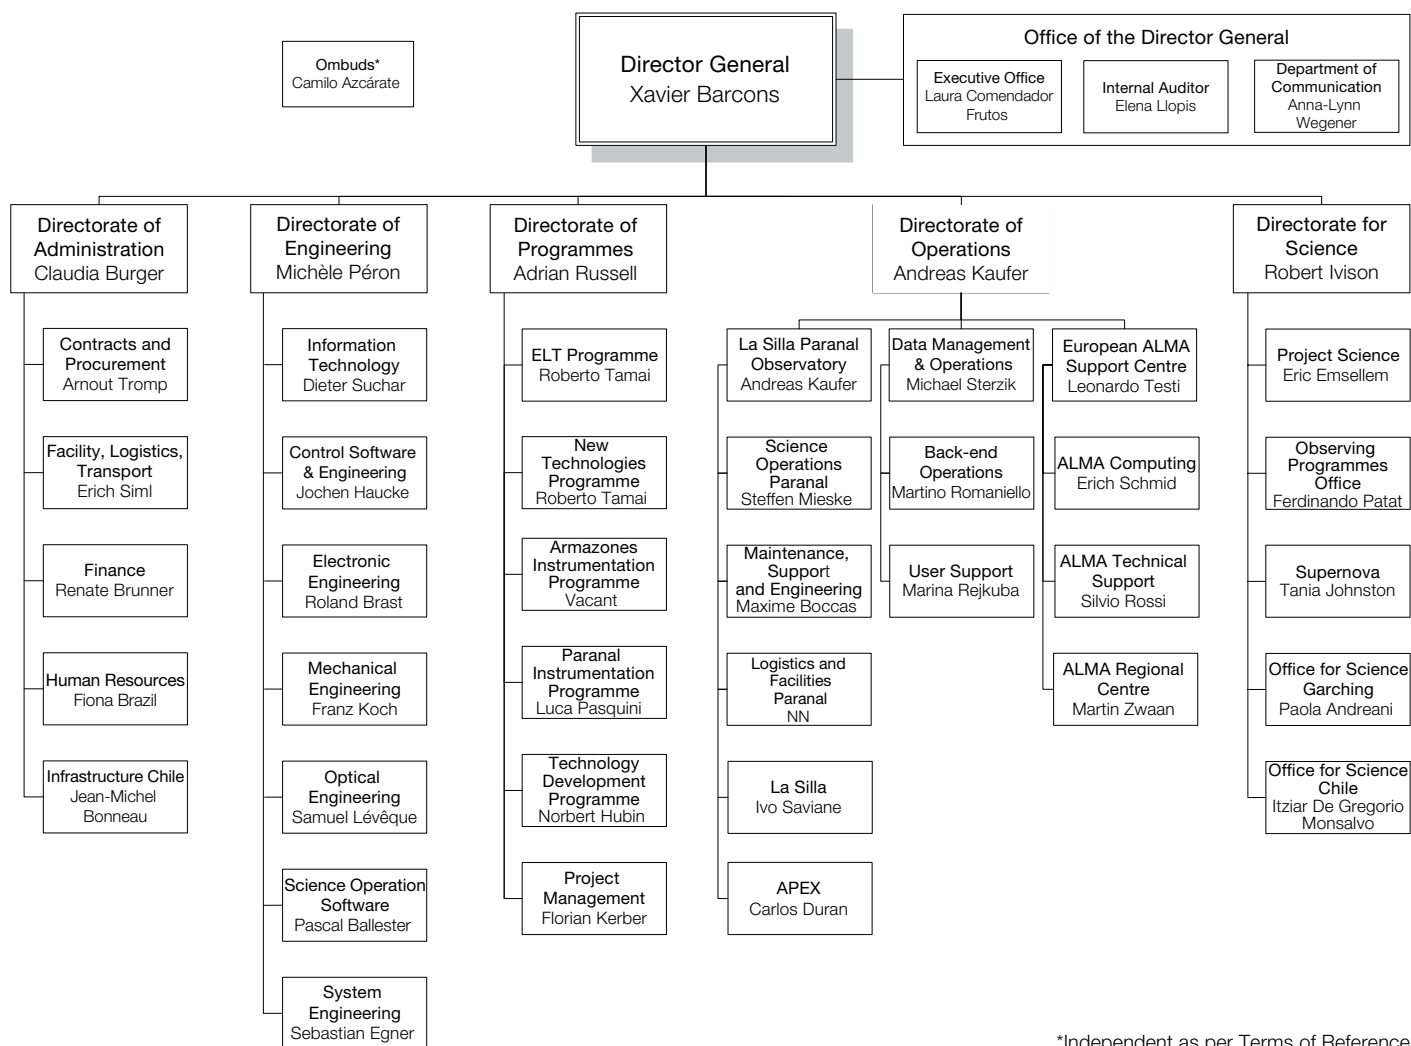 Ombuds*
Camilo Azcárate
Director General
Xavier Barcons
Office of the Director General
Executive Office
Laura Comendador
Frutos
Internal Auditor
Elena Llopis
Department of
Communication
Anna-Lynn
Wegener
Directorate of
Administration
Claudia Burger
Contracts and
Procurement
Arnout Tromp
Facility, Logistics,
Transport
Erich Siml
Finance
Renate Brunner
Human Resources
Fiona Brazil
Infrastructure Chile
Jean-Michel
Bonneau
Directorate of
Engineering
Michèle Péron
Information
Technology
Dieter Suchar
Control Software
& Engineering
Jochen Haucke
Electronic
Engineering
Roland Brast
Mechanical
Engineering
Franz Koch
Optical
Engineering
Samuel Lévêque
Science Operation
Software
Pascal Ballester
System
Engineering
Sebastian Egner
Directorate of
Programmes
Adrian Russell
ELT Programme
Roberto Tamai
New
Technologies
Programme
Roberto Tamai
Armazones
Instrumentation
Programme
Vacant
Paranal
Instrumentation
Programme
Luca Pasquini
Technology
Development
Programme
Norbert Hubin
Project
Management
Florian Kerber
Directorate of
Operations
Andreas Kaufer
La Silla Paranal
Observatory
Andreas Kaufer
Science
Operations
Paranal
Steffen Mieske
Maintenance,
Support
and Engineering
Maxime Boccas
Logistics and
Facilities
Paranal
NN
La Silla
Ivo Saviane
APEX
Carlos Duran
Data Management
& Operations
Michael Sterzik
Back-end
Operations
Martino Romaniello
User Support
Marina Rejkuba
European ALMA
Support Centre
Leonardo Testi
ALMA Computing
Erich Schmid
ALMA Technical
Support
Silvio Rossi
ALMA Regional
Centre
Martin Zwaan
Directorate for
Science
Robert Ivison
Project Science
Eric Emsellem
Observing
Programmes
Office
Ferdinando Patat
Supernova
Tania Johnston
Office for Science
Garching
Paola Andreani
Office for Science
Chile
Itziar De Gregorio
Monsalvo
*Independent as per Terms of Reference